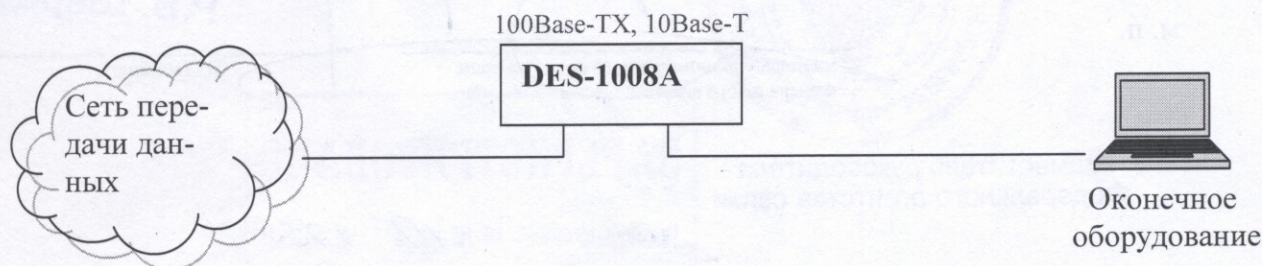 100Base-TX, 10Base-T
DES-1008A
Сеть пере-
дачи дан-
ных
Оконечное
оборудование